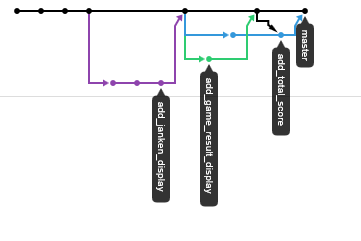 add_janken_display
add_game_result_display
add_total_score
master